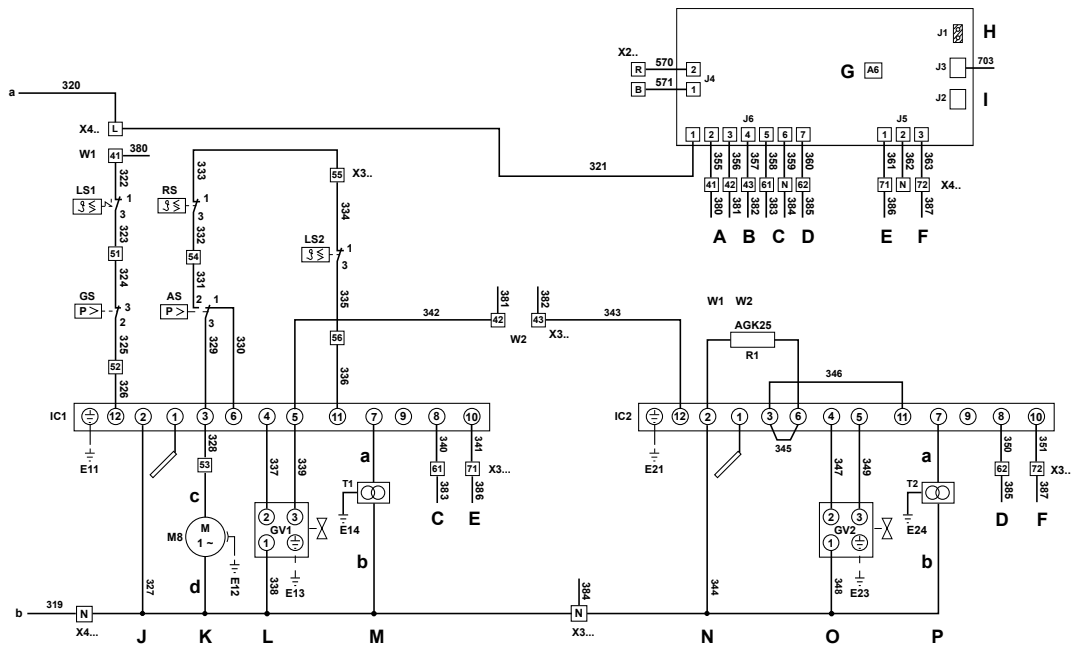 J1 H
X2..
570
703
R 2 J4 G A6 J3
320 571
a B 1 J2 I
J6 J5
X4.. L 1 2 3 4 5 6 7 1 2 3
W1 41 380
321 355 356 357 358 359 360 361 362 363
322 333 55 X3.. 41 42 43 61 N 62 71 N 72 X4..
LS1 1 RS 1 380 381 382 383 384 385 386 387
3 3 334
323 332 A B C D E F
51 54 LS2 1
324 331 3
GS 3 AS 2 1 335 381 382
P > 2 P > 3 342 42 43 343 W1 W2
325 329 330 W2 X3.. AGK25
52 56 R1
326 336 346
IC1 12 2 1 3 6 4 5 11 7 9 8 10 IC2 12 2 1 3 6 4 5 11 7 9 8 10
E11 328 340 341 E21 345 350 351
53 337 339 a 61 71 X3... 347 349 a 62 72 X3...
c T1 383 386 T2 385 387
M8 M 1 ~ 2 3 E14 C E 2 3 E24 D F
GV1 GV2
1 1
d E12 b b
327 338 E13 384 344 348 E23
b 319 N N
X4... J K L M X3... N O P